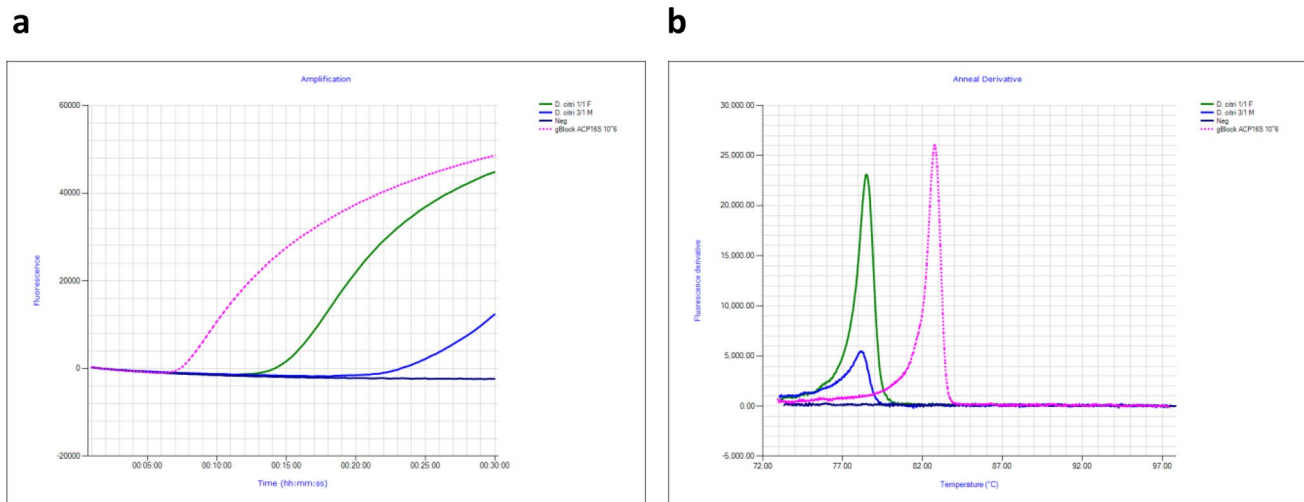 a
b
Amplification
D. citri 1/1 F
D. citri 3/1 M
Neg
gBlock ACP16S 10^6
60000
40000
20000
0
-20000
Fluorescence
00:05:00 00:10:00 00:15:00 00:20:00 00:25:00 00:30:00
Time (hh:mm:ss)
Anneal Derivative
D. citri 1/1 F
D. citri 3/1 M
Neg
gBlock ACP16S 10^6
30,000.00
25,000.00
20,000.00
15,000.00
10,000.00
5,000.00
0.00
-5,000.00
Fluorescence derivative
72.00 77.00 82.00 87.00 92.00 97.00
Temperature (°C)